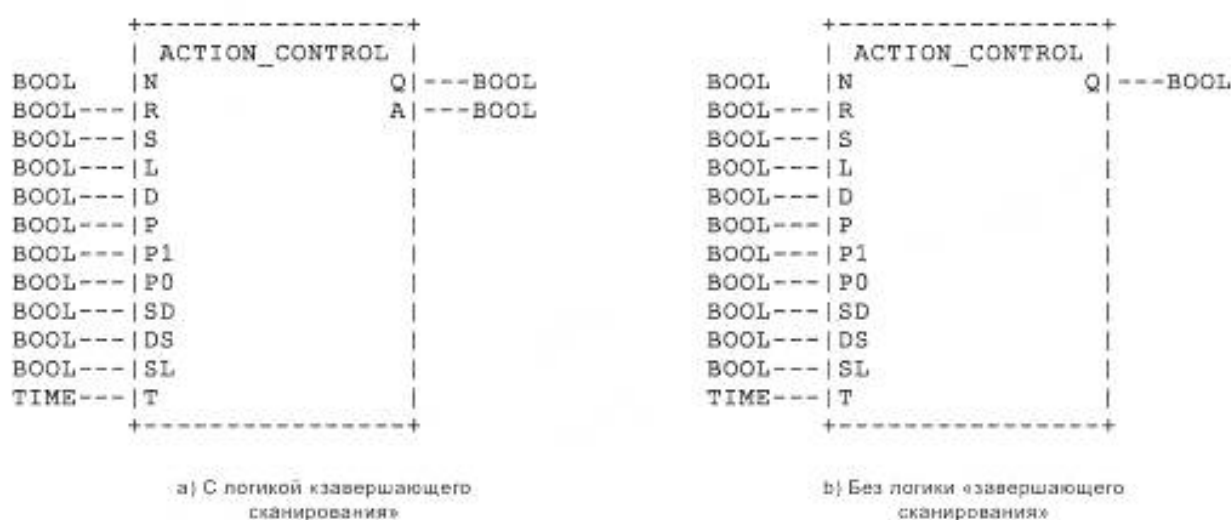 +-----------------+
| ACTION_CONTROL |
BOOL |N Q|---BOOL
BOOL---|R A|---BOOL
BOOL---|S |
BOOL---|L |
BOOL---|D |
BOOL---|P |
BOOL---|P1 |
BOOL---|P0 |
BOOL---|SD |
BOOL---|DS |
BOOL---|SL |
TIME---|T |
+-----------------+
а) С логикой «завершающего
сканирования»
+-----------------+
| ACTION_CONTROL |
BOOL |N Q|---BOOL
BOOL---|R |
BOOL---|S |
BOOL---|L |
BOOL---|D |
BOOL---|P |
BOOL---|P1 |
BOOL---|P0 |
BOOL---|SD |
BOOL---|DS |
BOOL---|SL |
TIME---|T |
+-----------------+
b) Без логики «завершающего
сканирования»